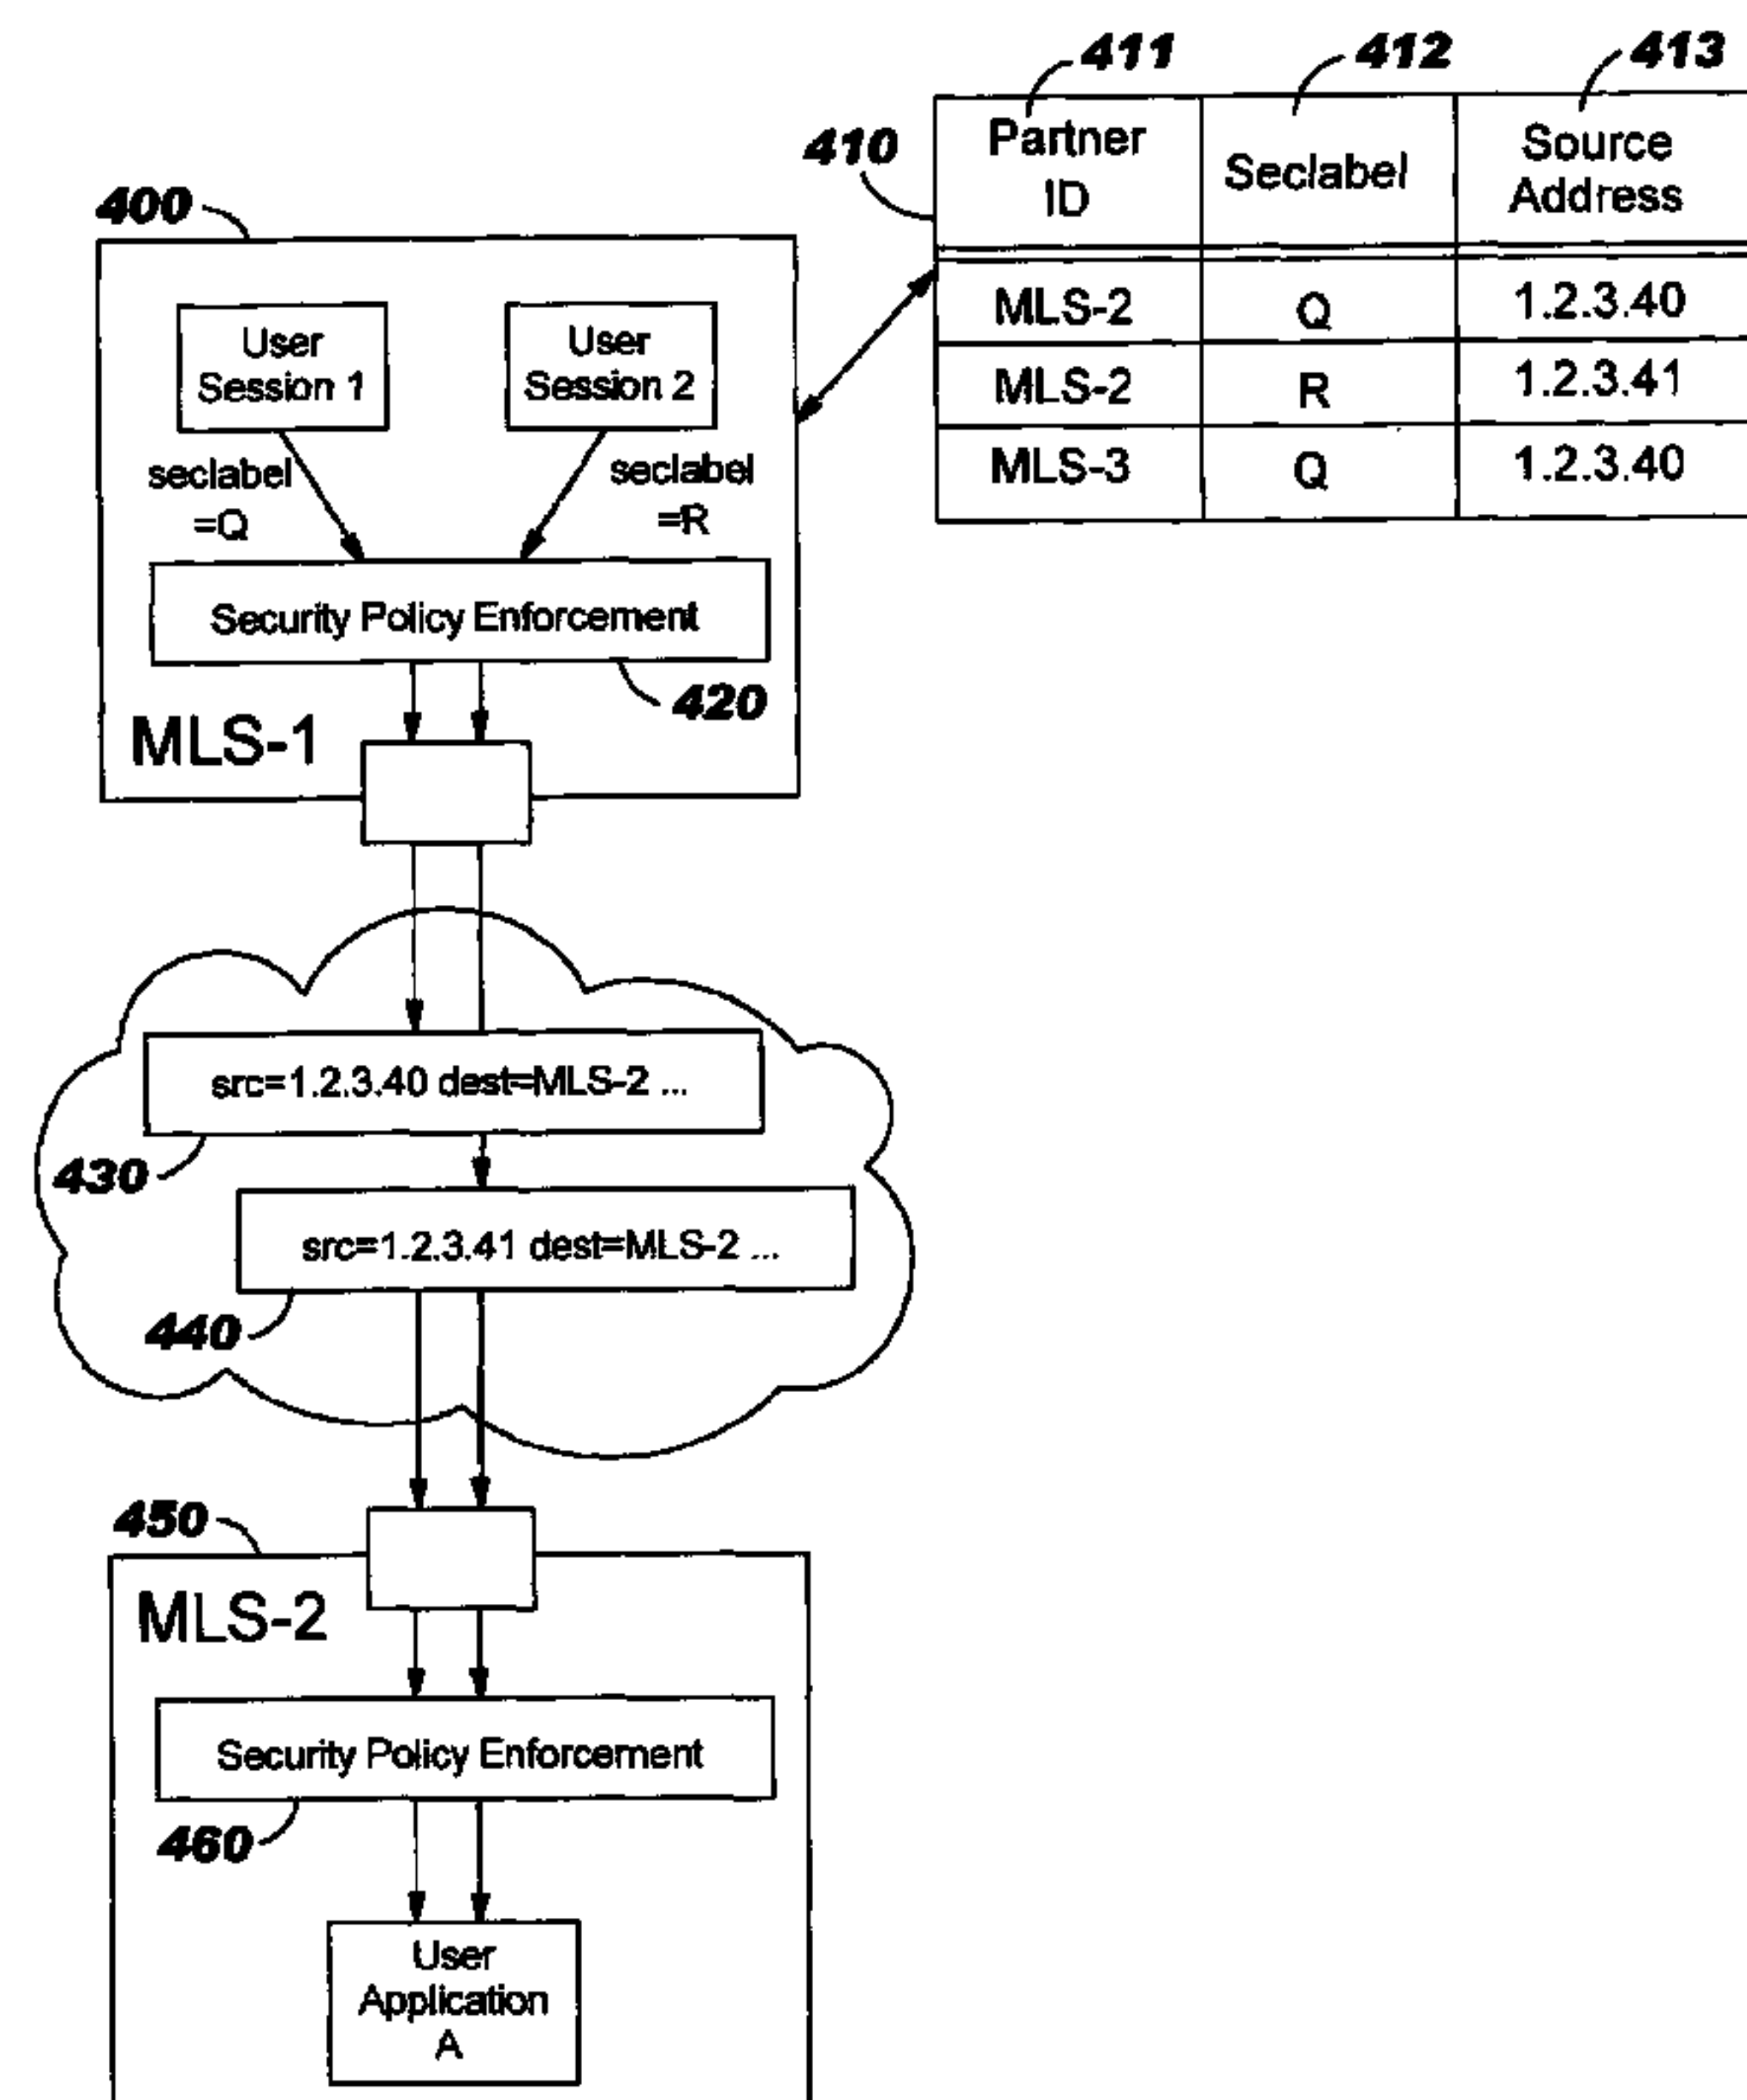 411
412
413
410
Partner
ID
Seclabel
Source
Address
MLS-2 Q 1.2.3.40
MLS-2 R 1.2.3.41
MLS-3 Q 1.2.3.40
400
User
Session 1
User
Session 2
seclabel
=Q
seclabel
=R
Security Policy Enforcement
420
MLS-1
src=1.2.3.40 dest=MLS-2 ...
430
src=1.2.3.41 dest=MLS-2 ...
440
450
MLS-2
Security Policy Enforcement
460
User
Application
A